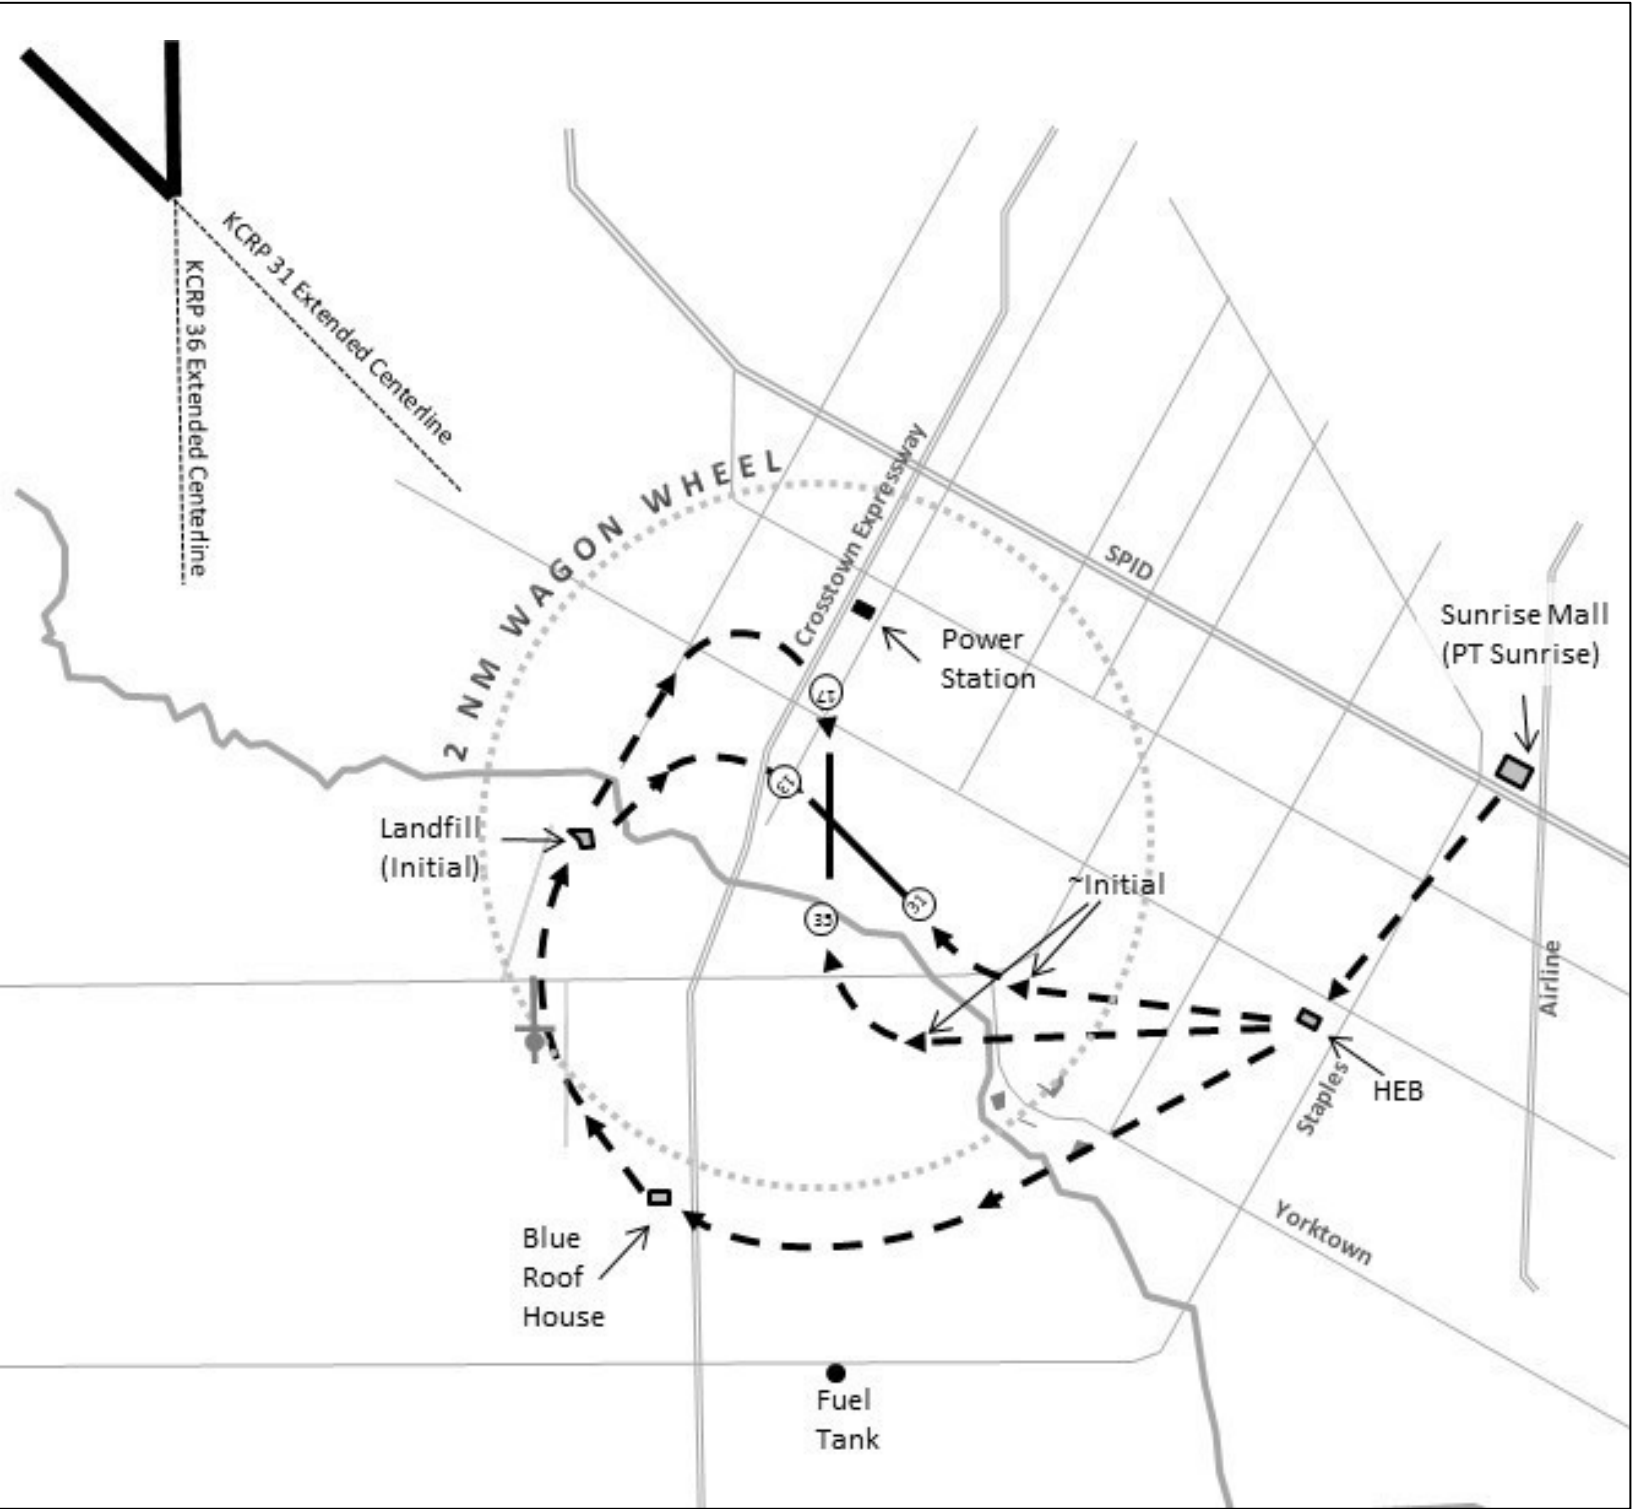 KCRP 31 Extended Centerline
KCRP 36 Extended Centerline
2 NM WAGON WHEEL
Crosstown Expressway
SPID
Power
Station
Sunrise Mall
(PT Sunrise)
17
13
Landfill
(Initial)
~Initial
31
35
Airline
HEB
Staples
Yorktown
Blue
Roof
House
Fuel
Tank